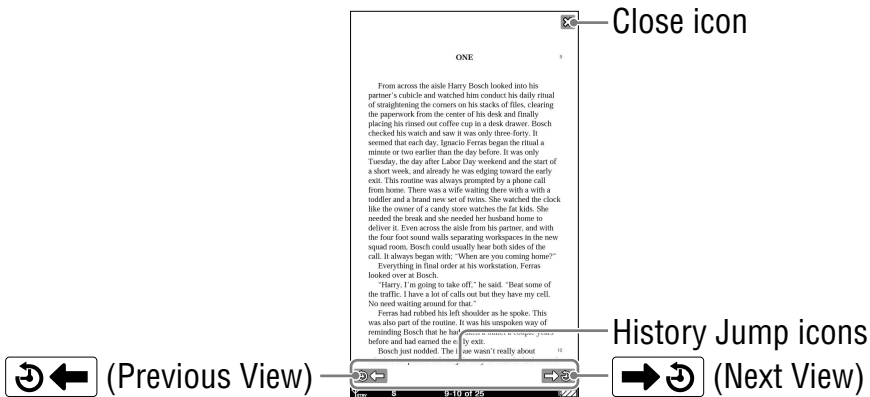 Close icon
ONE
9
From across the aisle Harry Bosch looked into his
partner's cubicle and watched him conduct his daily ritual
of straightening the corners on his stacks of files, clearing
the paperwork from the center of his desk and finally
placing his rinsed out coffee cup in a desk drawer. Bosch
checked his watch and saw it was only three-forty. It
seemed that each day, Ignacio Ferras began the ritual a
minute or two earlier than the day before. It was only
Tuesday, the day after Labor Day weekend and the start of
a short week, and already he was edging toward the early
exit. This routine was always prompted by a phone call
from home. There was a wife waiting there with a with a
toddler and a brand new set of twins. She watched the clock
like the owner of a candy store watches the fat kids. She
needed the break and she needed her husband home to
deliver it. Even across the aisle from his partner, and with
the four foot sound walls separating workspaces in the new
squad room, Bosch could usually hear both sides of the
call. It always began with; "When are you coming home?"
Everything in final order at his workstation, Ferras
looked over at Bosch.
"Harry, I'm going to take off," he said. "Beat some of
the traffic. I have a lot of calls out but they have my cell.
No need waiting around for that."
Ferras had rubbed his left shoulder as he spoke. This
was also part of the routine. It was his unspoken way of
reminding Bosch that he had a couple years
before and had earned the early exit.
Bosch just nodded. The issue wasn't really about
10
History Jump icons
(Previous View)
(Next View)
S
9-10 of 25